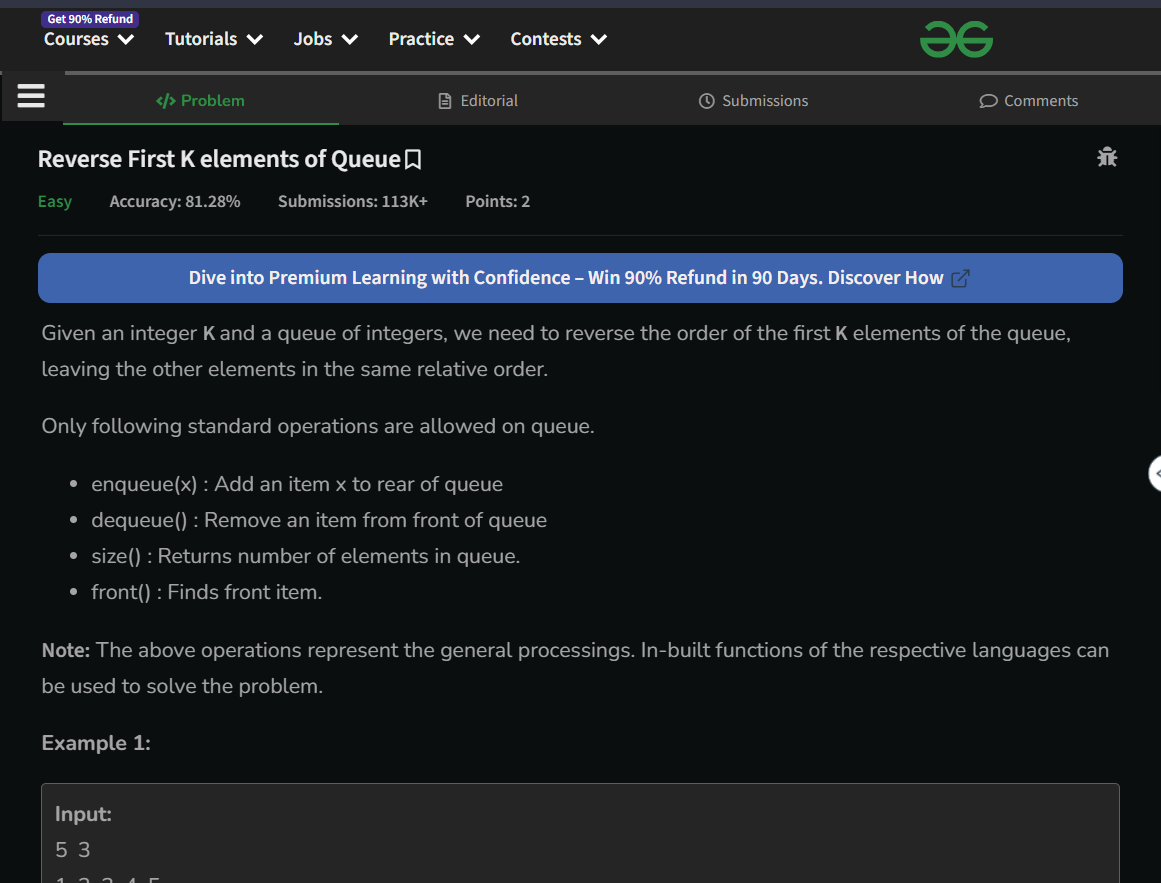 Get 90% Refund
Courses Tutorials Jobs Practice Contests
Problem Editorial Submissions Comments
Reverse First K elements of Queue
Easy Accuracy: 81.28% Submissions: 113K+ Points: 2
Dive into Premium Learning with Confidence – Win 90% Refund in 90 Days. Discover How
Given an integer K and a queue of integers, we need to reverse the order of the first K elements of the queue,
leaving the other elements in the same relative order.
Only following standard operations are allowed on queue.
• enqueue(x) : Add an item x to rear of queue
• dequeue() : Remove an item from front of queue
• size() : Returns number of elements in queue.
• front() : Finds front item.
Note: The above operations represent the general processings. In-built functions of the respective languages can
be used to solve the problem.
Example 1:
Input:
5 3
1 2 3 4 5